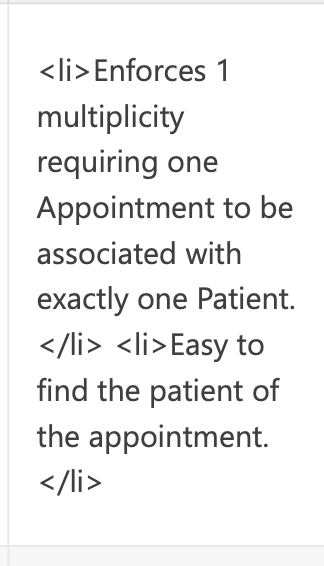 <li>Enforces 1
multiplicity
requiring one
Appointment to be
associated with
exactly one Patient.
</li> <li>Easy to
find the patient of
the appointment.
</li>